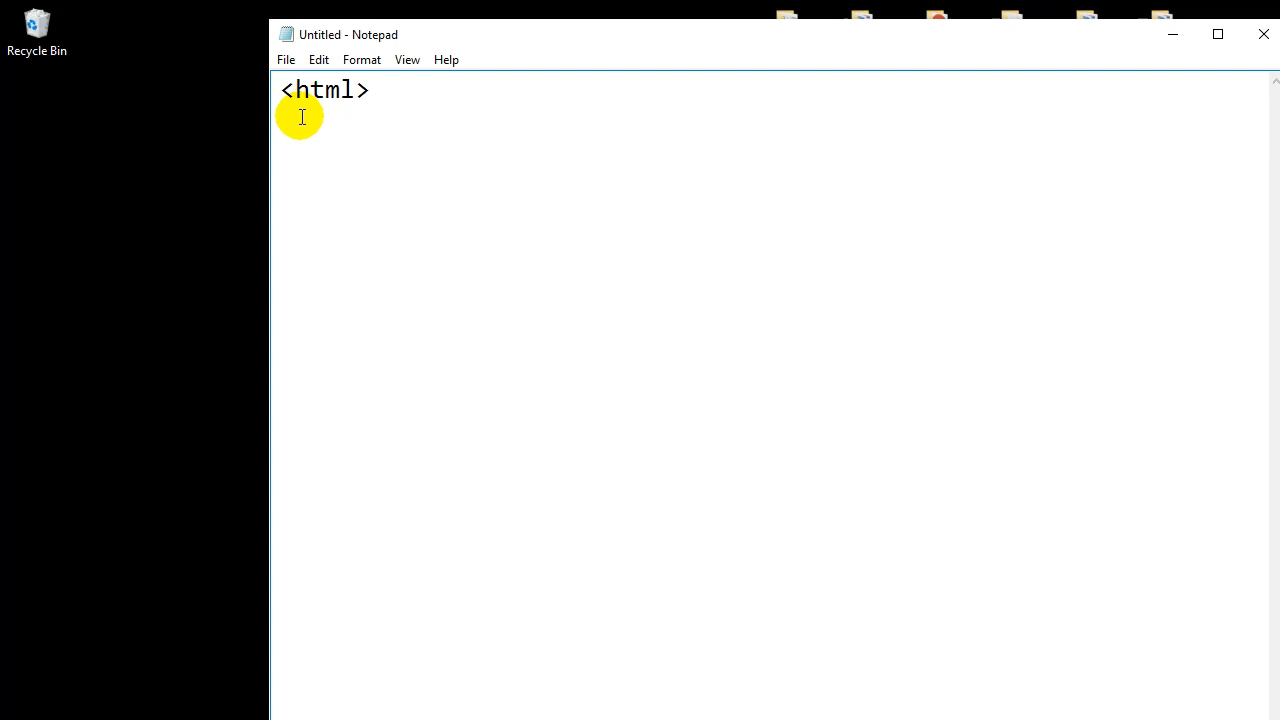 Recycle Bin
Untitled - Notepad
File Edit Format View Help
<html>